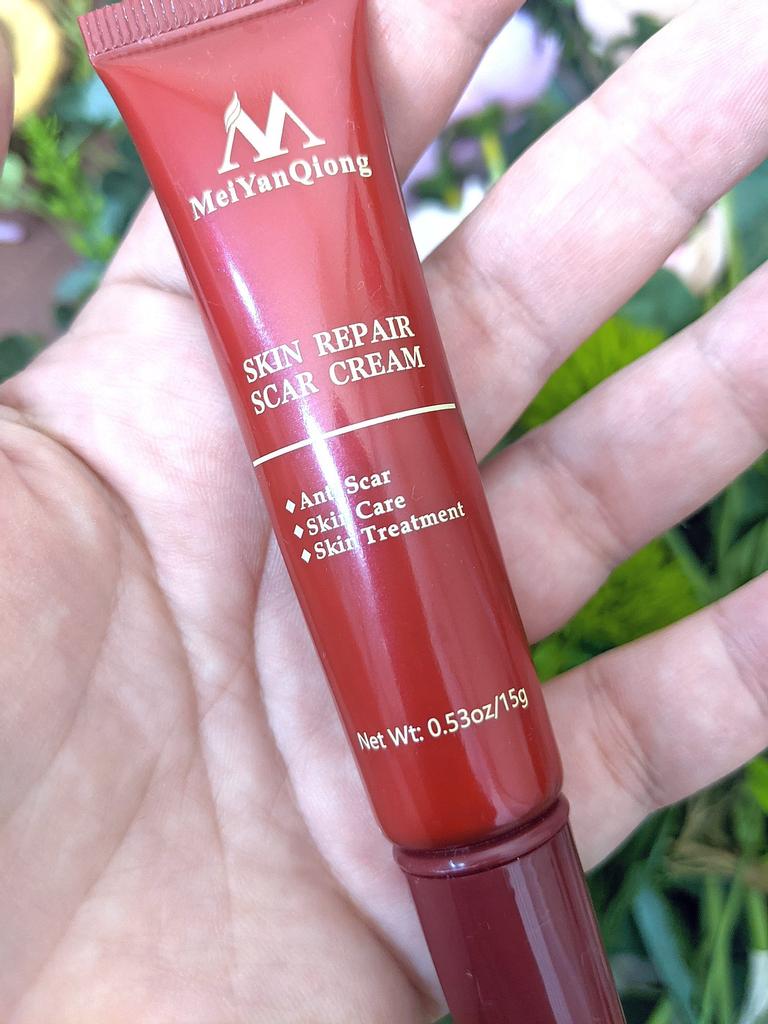 MeiYanQiong
SKIN REPAIR
SCAR CREAM
♦Anti Scar
♦Skin Care
♦Skin Treatment
Net Wt: 0.53oz/15g